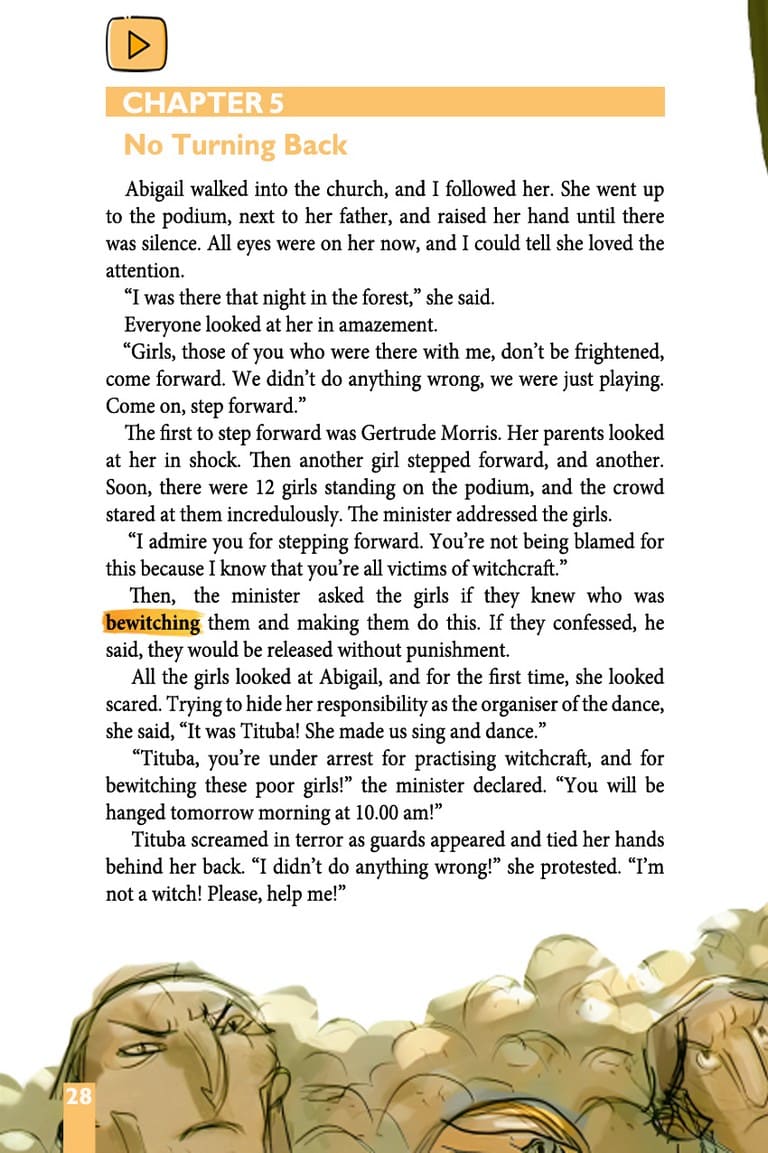 CHAPTER 5
No Turning Back
Abigail walked into the church, and I followed her. She went up
to the podium, next to her father, and raised her hand until there
was silence. All eyes were on her now, and I could tell she loved the
attention.
“I was there that night in the forest,” she said.
Everyone looked at her in amazement.
“Girls, those of you who were there with me, don’t be frightened,
come forward. We didn’t do anything wrong, we were just playing.
Come on, step forward.”
The first to step forward was Gertrude Morris. Her parents looked
at her in shock. Then another girl stepped forward, and another.
Soon, there were 12 girls standing on the podium, and the crowd
stared at them incredulously. The minister addressed the girls.
“I admire you for stepping forward. You’re not being blamed for
this because I know that you’re all victims of witchcraft.”
Then, the minister asked the girls if they knew who was
bewitching them and making them do this. If they confessed, he
said, they would be released without punishment.
All the girls looked at Abigail, and for the first time, she looked
scared. Trying to hide her responsibility as the organiser of the dance,
she said, “It was Tituba! She made us sing and dance.”
“Tituba, you’re under arrest for practising witchcraft, and for
bewitching these poor girls!” the minister declared. “You will be
hanged tomorrow morning at 10.00 am!”
Tituba screamed in terror as guards appeared and tied her hands
behind her back. “I didn’t do anything wrong!” she protested. “I’m
not a witch! Please, help me!”
28